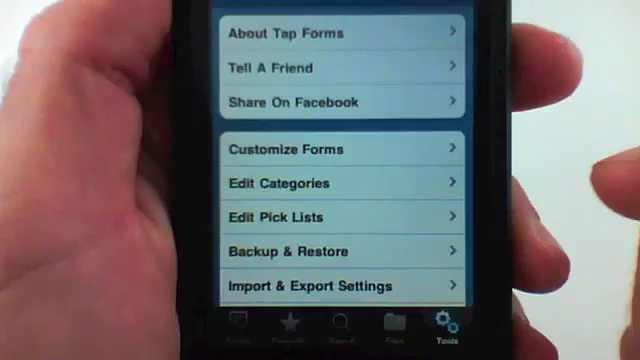 About Tap Forms
Tell A Friend
Share On Facebook
Customize Forms
Edit Categories
Edit Pick Lists
Backup & Restore
Import & Export Settings
Tools